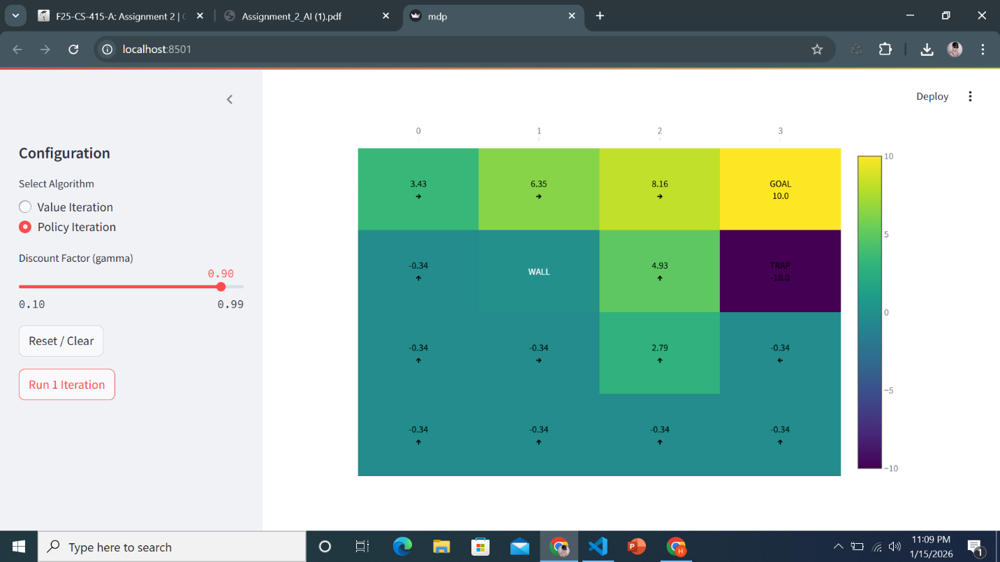 F25-CS-415-A: Assignment 2 | G
Assignment_2_AI (1).pdf
mdp
localhost:8501
Deploy
Configuration
Select Algorithm
Value Iteration
Policy Iteration
Discount Factor (gamma)
0.90
0.10 0.99
Reset / Clear
Run 1 Iteration
0 1 2 3
3.43 6.35 8.16 GOAL
→ → → 10.0
-0.34 WALL 4.93 TRAP
↑ ↑ -10.0
-0.34 -0.34 2.79 -0.34
↑ → ↑ ←
-0.34 -0.34 -0.34 -0.34
↑ ↑ ↑ ↑
10
5
0
−5
−10
Type here to search
H
11:09 PM
1/15/2026
1